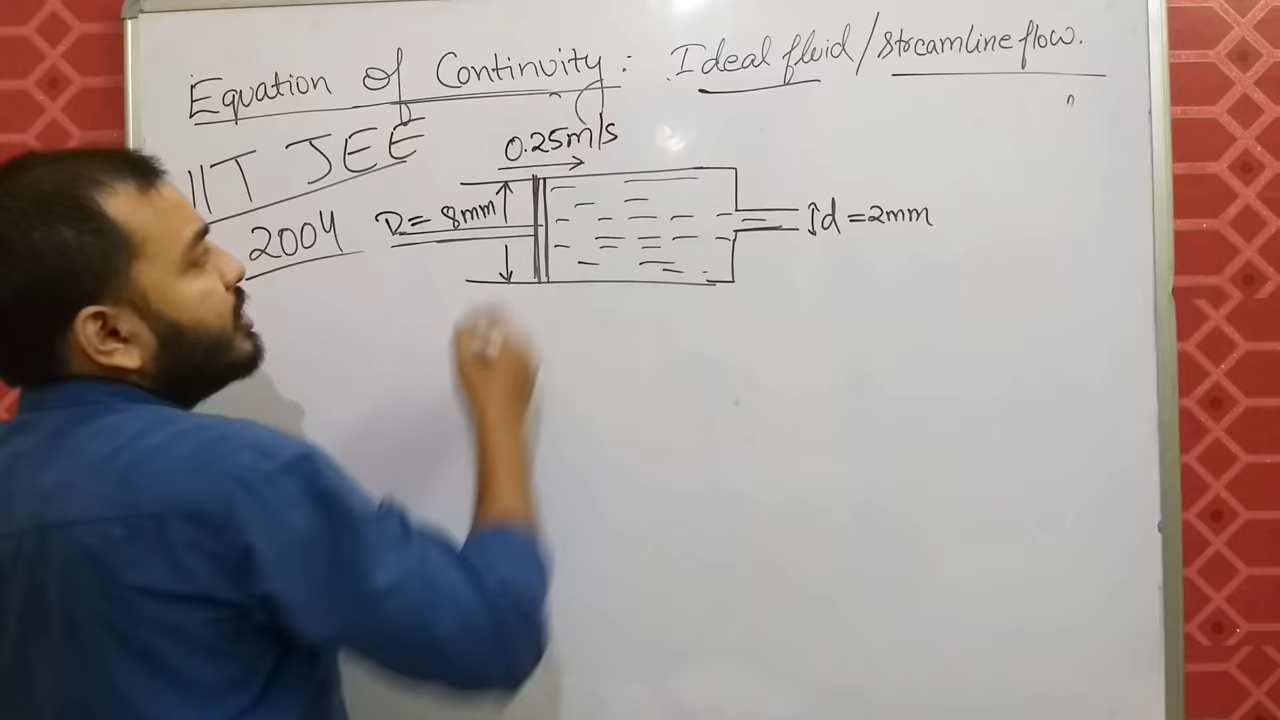 Equation of Continuity : Ideal fluid / streamline flow.
IIT JEE
2004
0.25m/s
D = 8mm
d = 2mm